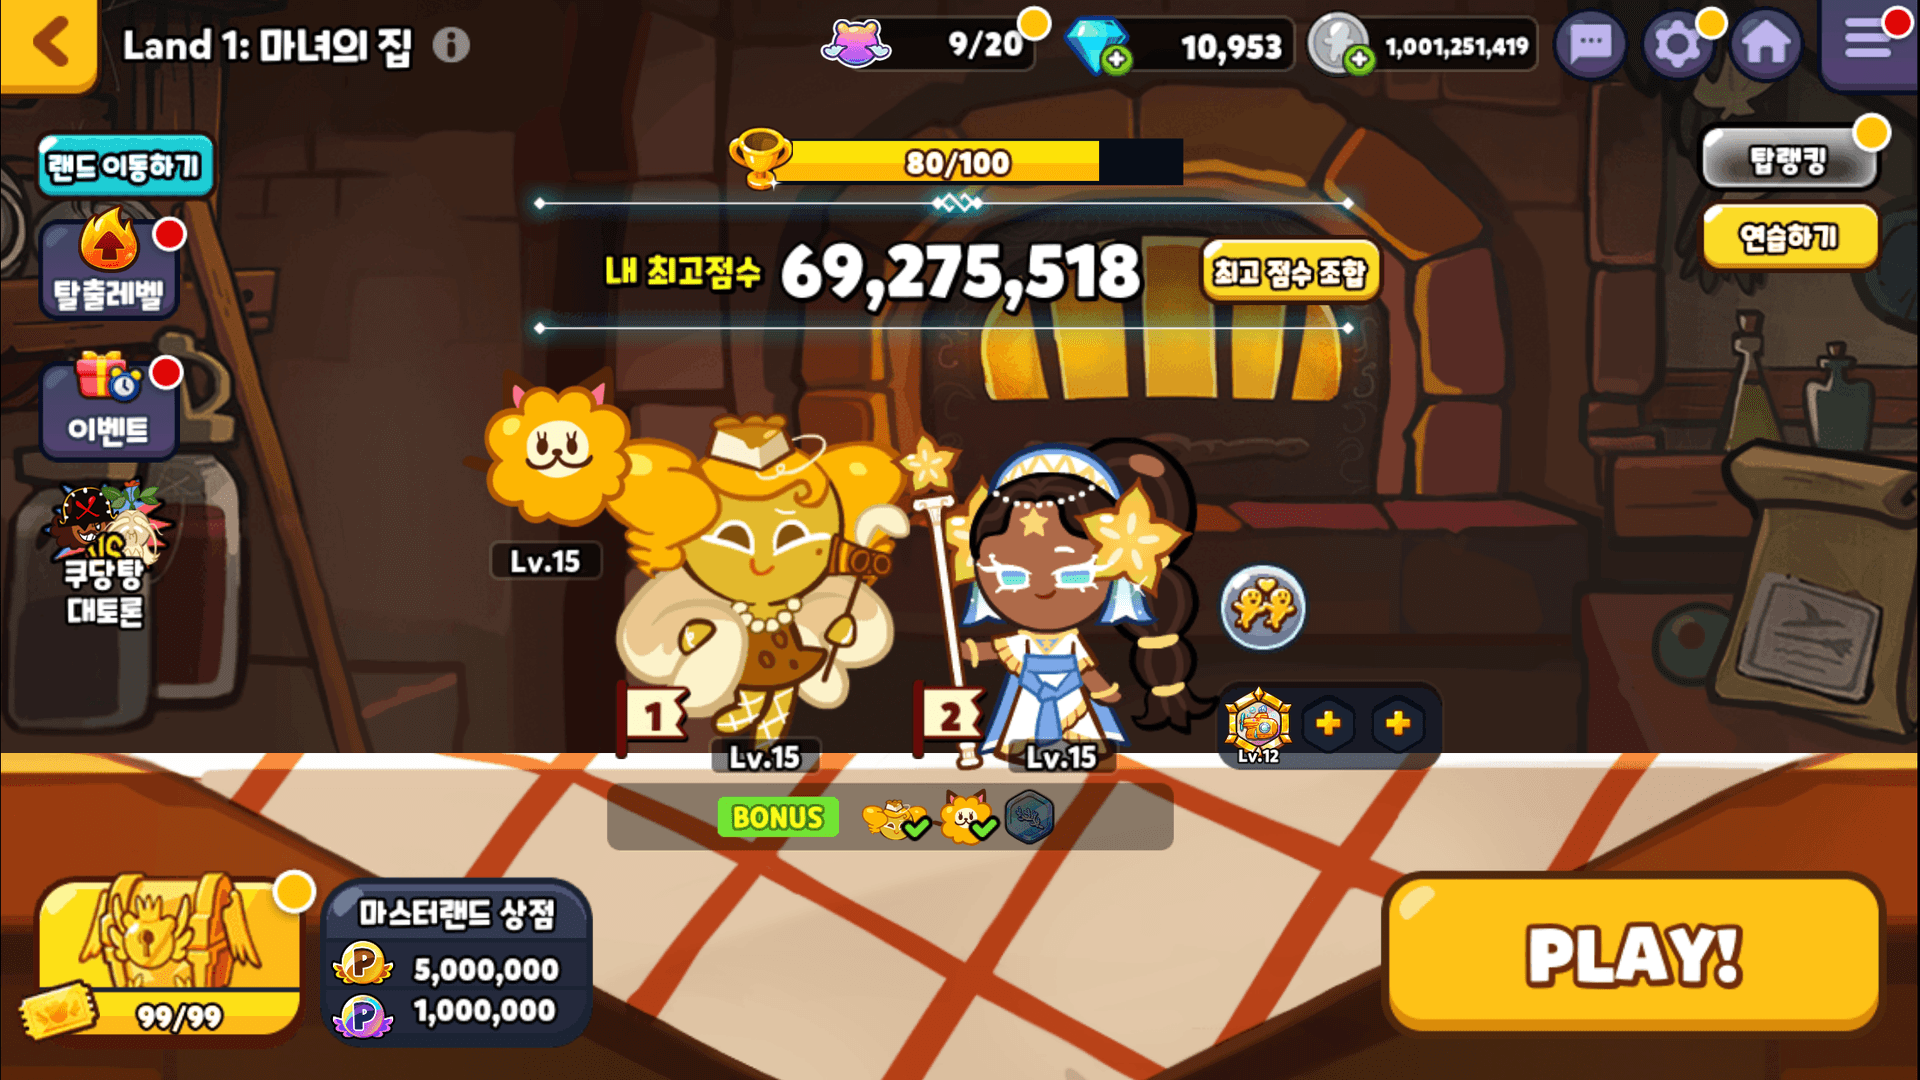 Land 1: 마녀의 집
9/20
10,953
1,001,251,419
랜드 이동하기
80/100
탑랭킹
연습하기
내 최고점수 69,275,518
최고 점수 조합
탈출레벨
이벤트
VS
쿠당탕
대토론
Lv.15
1
Lv.15
2
Lv.15
Lv.12
BONUS
99/99
마스터랜드 상점
P 5,000,000
P 1,000,000
PLAY!